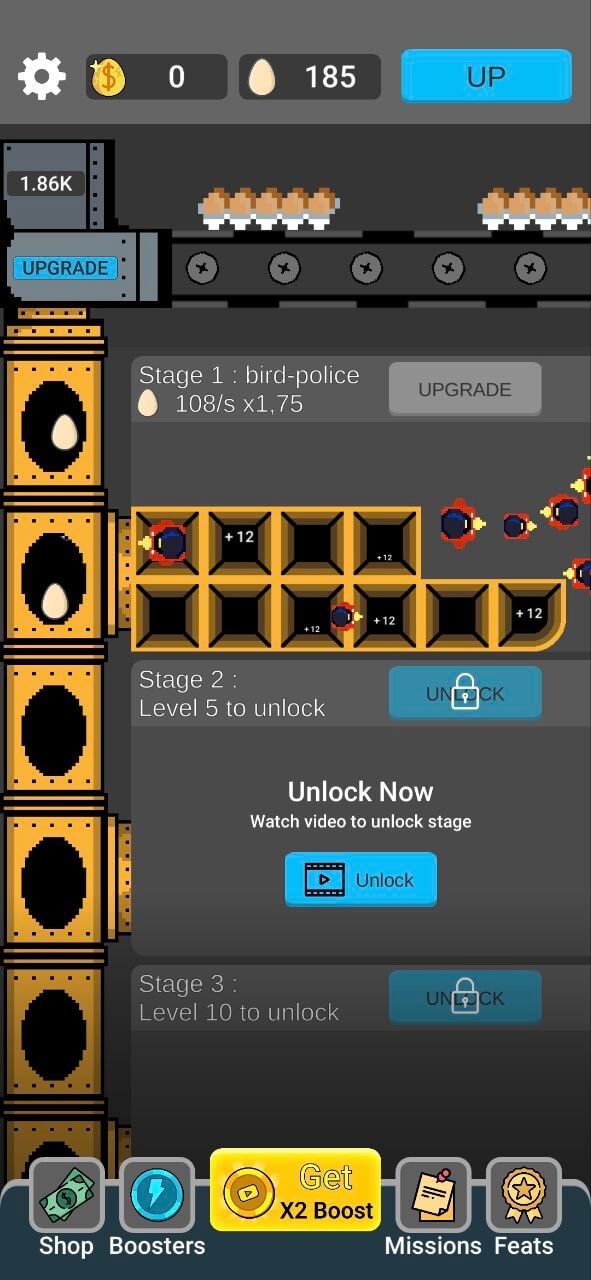 0
185
UP
1.86K
UPGRADE
Stage 1 : bird-police
108/s x1,75
UPGRADE
+12
+12
+12
+12
+12
Stage 2 :
Level 5 to unlock
UNLOCK
Unlock Now
Watch video to unlock stage
Unlock
Stage 3 :
Level 10 to unlock
UNLOCK
Get
X2 Boost
Shop
Boosters
Missions
Feats